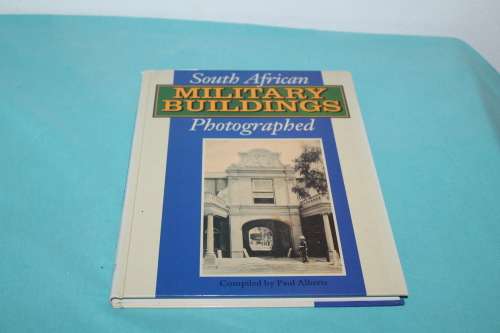 South African
MILITARY
BUILDINGS
Photographed
Compiled by Paul Alberts